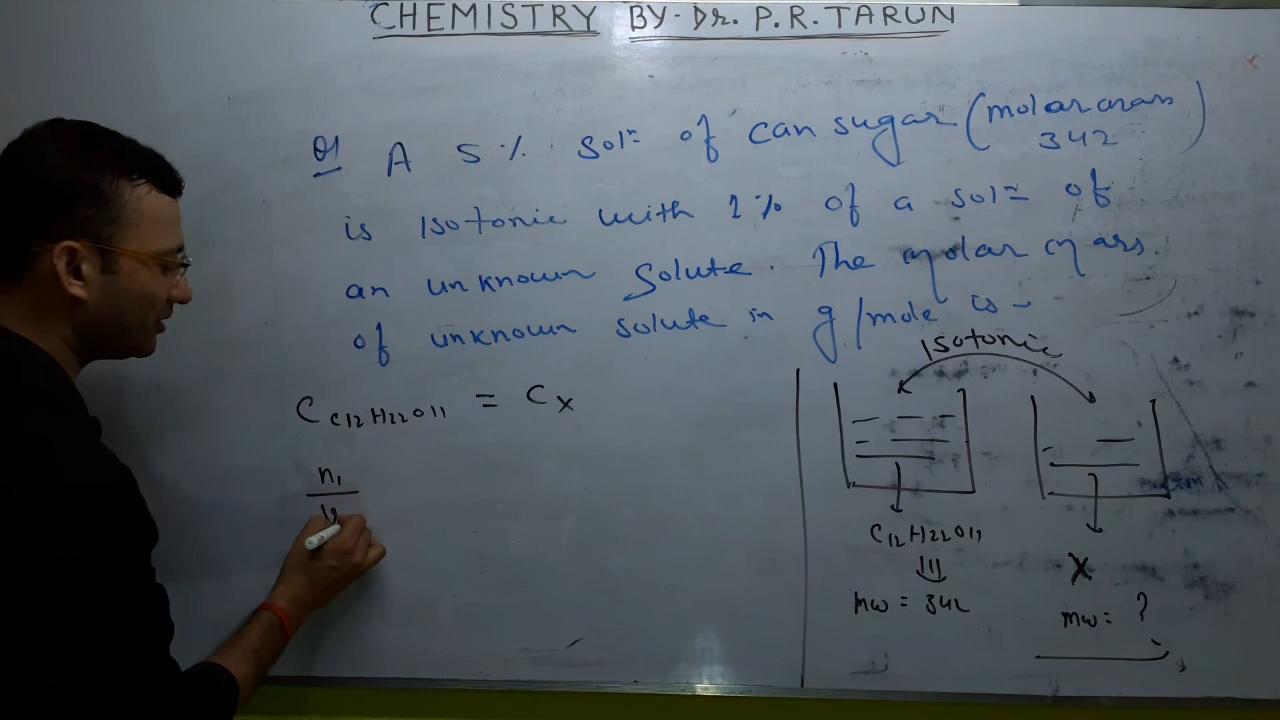 CHEMISTRY BY- Dr. P.R.TARUN
Q1 A 5% Soln of can sugar (molar mass 342)
is Isotonic with 1% of a soln of
an unknown Solute. The molar mass.
of unknown solute in g/mole is -
C C12H22O11 = Cx
n1
Isotonic
C12H22O11
mw = 342
X
mw = ?